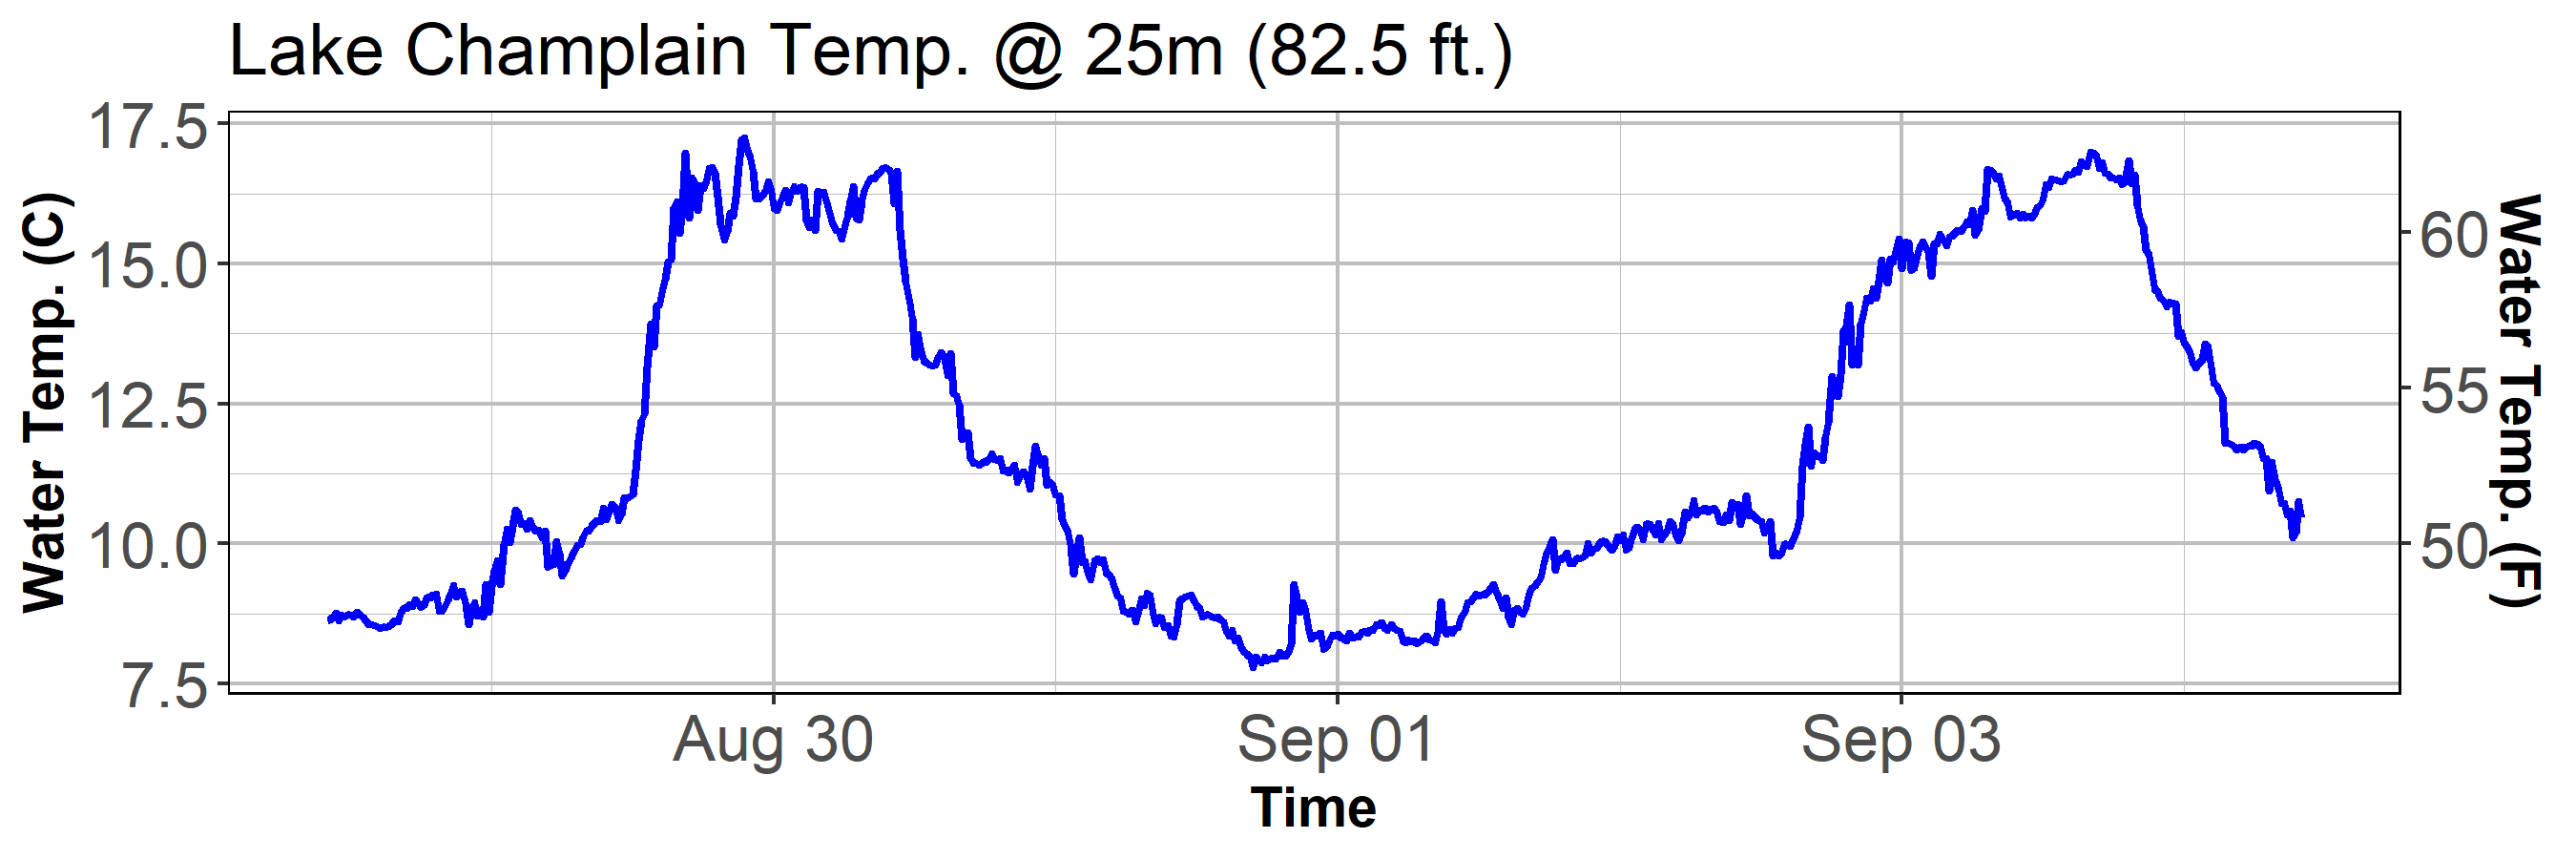 Lake Champlain Temp. @ 25m (82.5 ft.)
Water Temp. (C)
17.5
15.0
12.5
10.0
7.5
60
55
50
Water Temp. (F)
Aug 30
Sep 01
Sep 03
Time